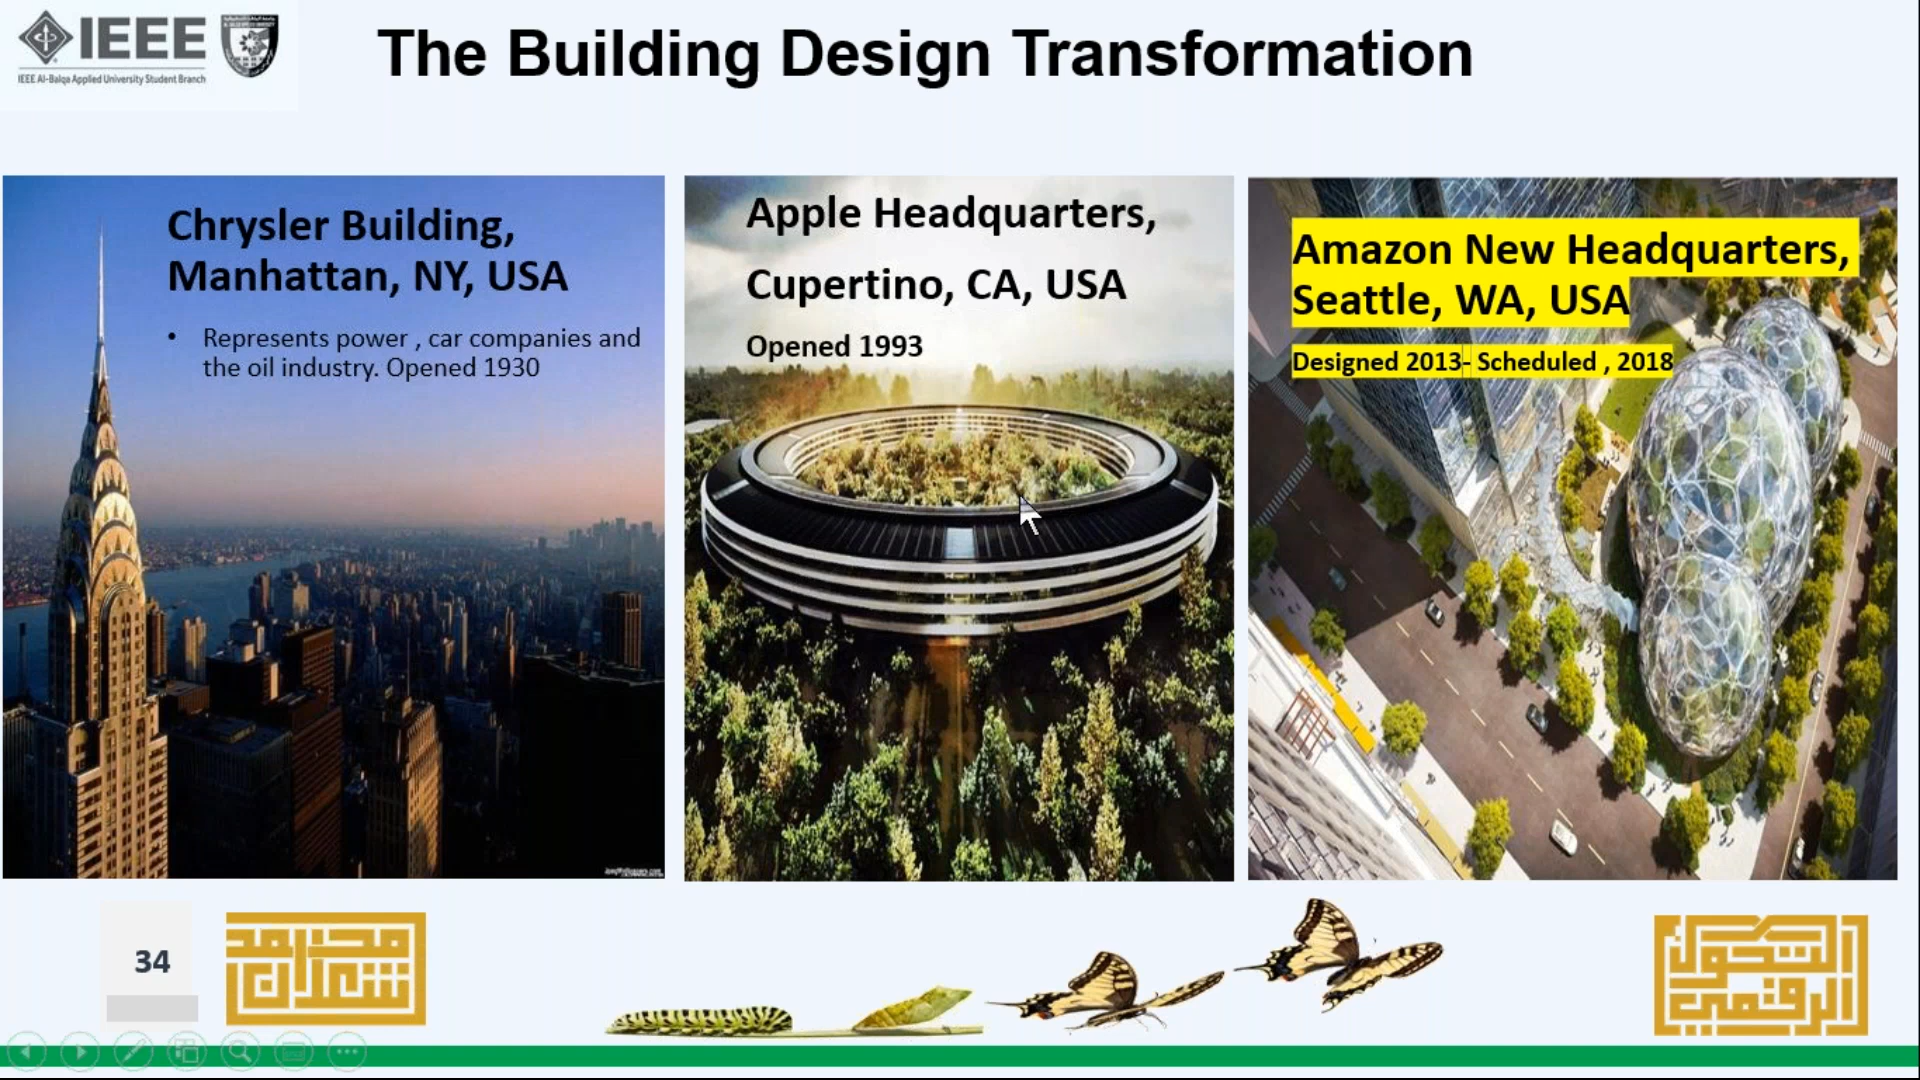 IEEE
IEEE Al-Balqa Applied University Student Branch
The Building Design Transformation
Chrysler Building,
Manhattan, NY, USA
• Represents power , car companies and
the oil industry. Opened 1930
Apple Headquarters,
Cupertino, CA, USA
Opened 1993
Amazon New Headquarters,
Seattle, WA, USA
Designed 2013- Scheduled , 2018
34
التحول
الرقمي